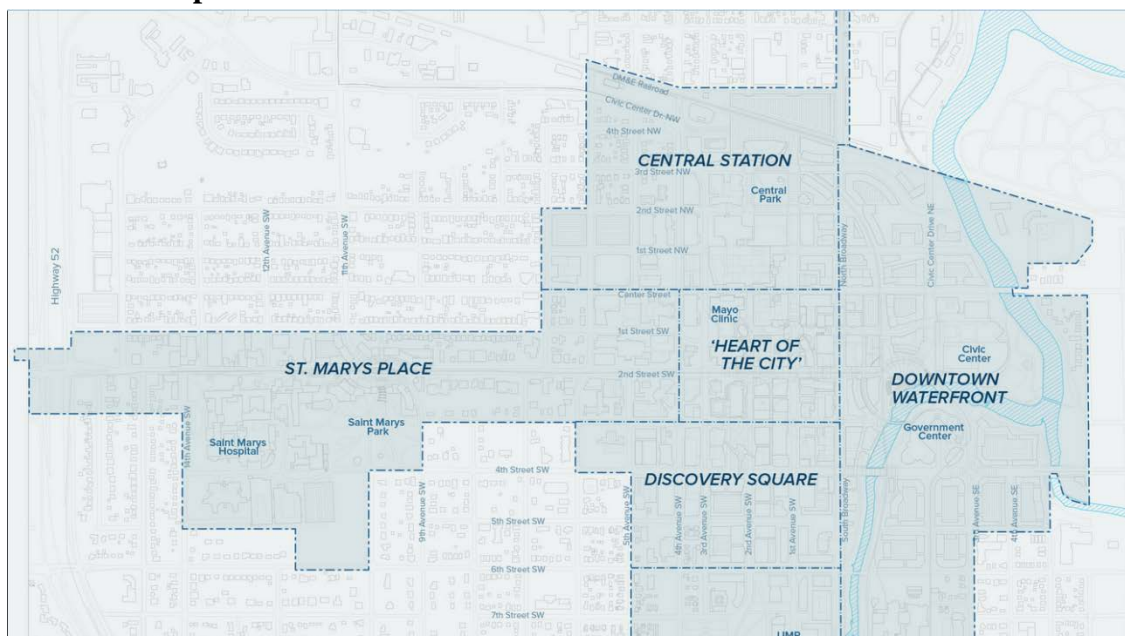 DM&E Railroad
Civic Center Dr. NW
4th Street NW
CENTRAL STATION
3rd Street NW
Central
Park
2nd Street NW
12th Avenue SW
11th Avenue SW
1st Street NW
North Broadway
Civic Center Drive NE
Highway 52
Center Street
Mayo
Clinic
1st Street SW
'HEART OF
THE CITY'
Civic
Center
ST. MARYS PLACE
2nd Street SW
DOWNTOWN
WATERFRONT
Saint Marys
Park
Government
Center
14th Avenue SW
Saint Marys
Hospital
4th Street SW
DISCOVERY SQUARE
9th Avenue SW
5th Avenue SW
4th Avenue SW
3rd Avenue SW
2nd Avenue SW
1st Avenue SW
South Broadway
3rd Avenue SE
4th Avenue SE
5th Street SW
6th Street SW
7th Street SW
UMR